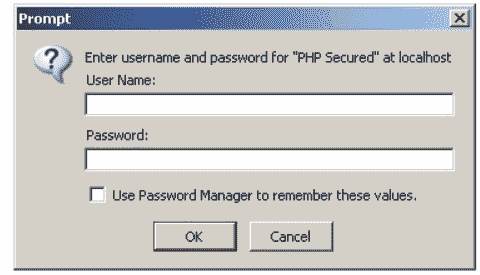 Prompt
Enter username and password for "PHP Secured" at localhost
User Name:
Password:
Use Password Manager to remember these values.
OK
Cancel